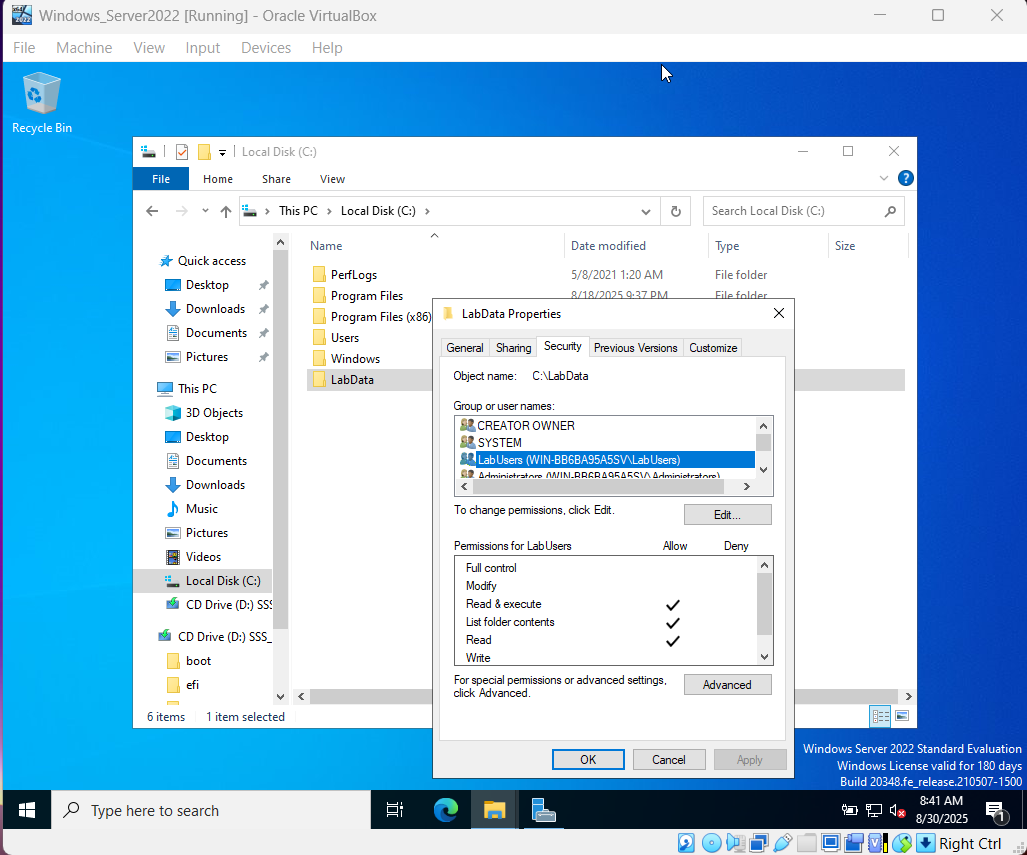 Windows_Server2022 [Running] - Oracle VirtualBox
File Machine View Input Devices Help
Recycle Bin
Local Disk (C:)
File Home Share View
This PC Local Disk (C:)
Search Local Disk (C:)
Name Date modified Type Size
Quick access
Desktop
Downloads
Documents
Pictures
This PC
3D Objects
Desktop
Documents
Downloads
Music
Pictures
Videos
Local Disk (C:)
CD Drive (D:) SSS
CD Drive (D:) SSS_
boot
efi
PerfLogs 5/8/2021 1:20 AM File folder
Program Files 8/18/2025 9:37 PM File folder
Program Files (x86)
Users
Windows
LabData
6 items 1 item selected
LabData Properties
General Sharing Security Previous Versions Customize
Object name: C:\LabData
Group or user names:
CREATOR OWNER
SYSTEM
LabUsers (WIN-BB6BA95A5SV\LabUsers)
Administrators (WIN-BB6BA95A5SV\Administrators)
To change permissions, click Edit.
Edit...
Permissions for LabUsers Allow Deny
Full control
Modify
Read & execute
List folder contents
Read
Write
For special permissions or advanced settings,
click Advanced.
Advanced
OK Cancel Apply
Windows Server 2022 Standard Evaluation
Windows License valid for 180 days
Build 20348.fe_release.210507-1500
Type here to search
8:41 AM
8/30/2025
1
Right Ctrl